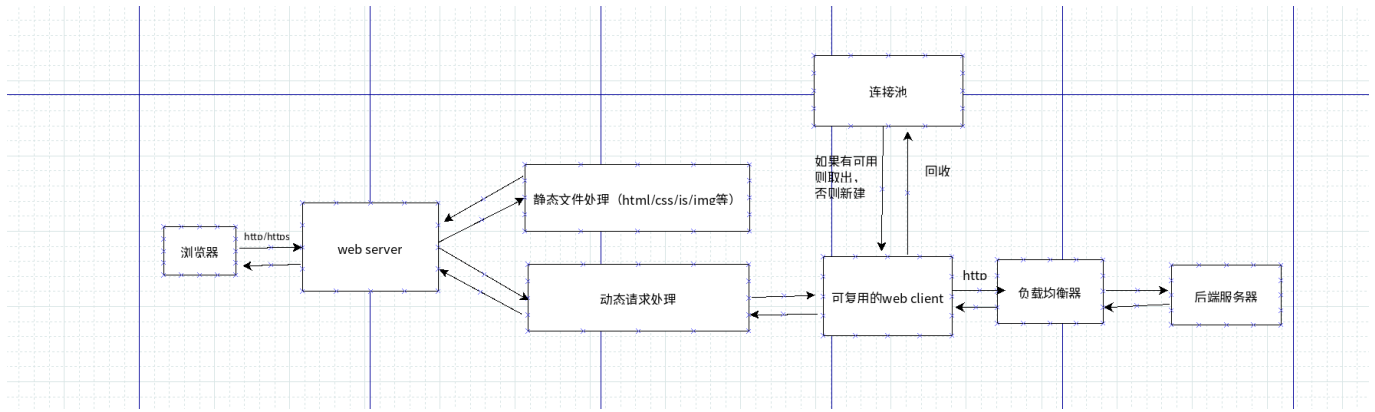 连接池
如果有可用
则取出，
否则新建
回收
静态文件处理（html/css/js/img等）
http/https
浏览器
web server
动态请求处理
可复用的web client
http
负载均衡器
后端服务器